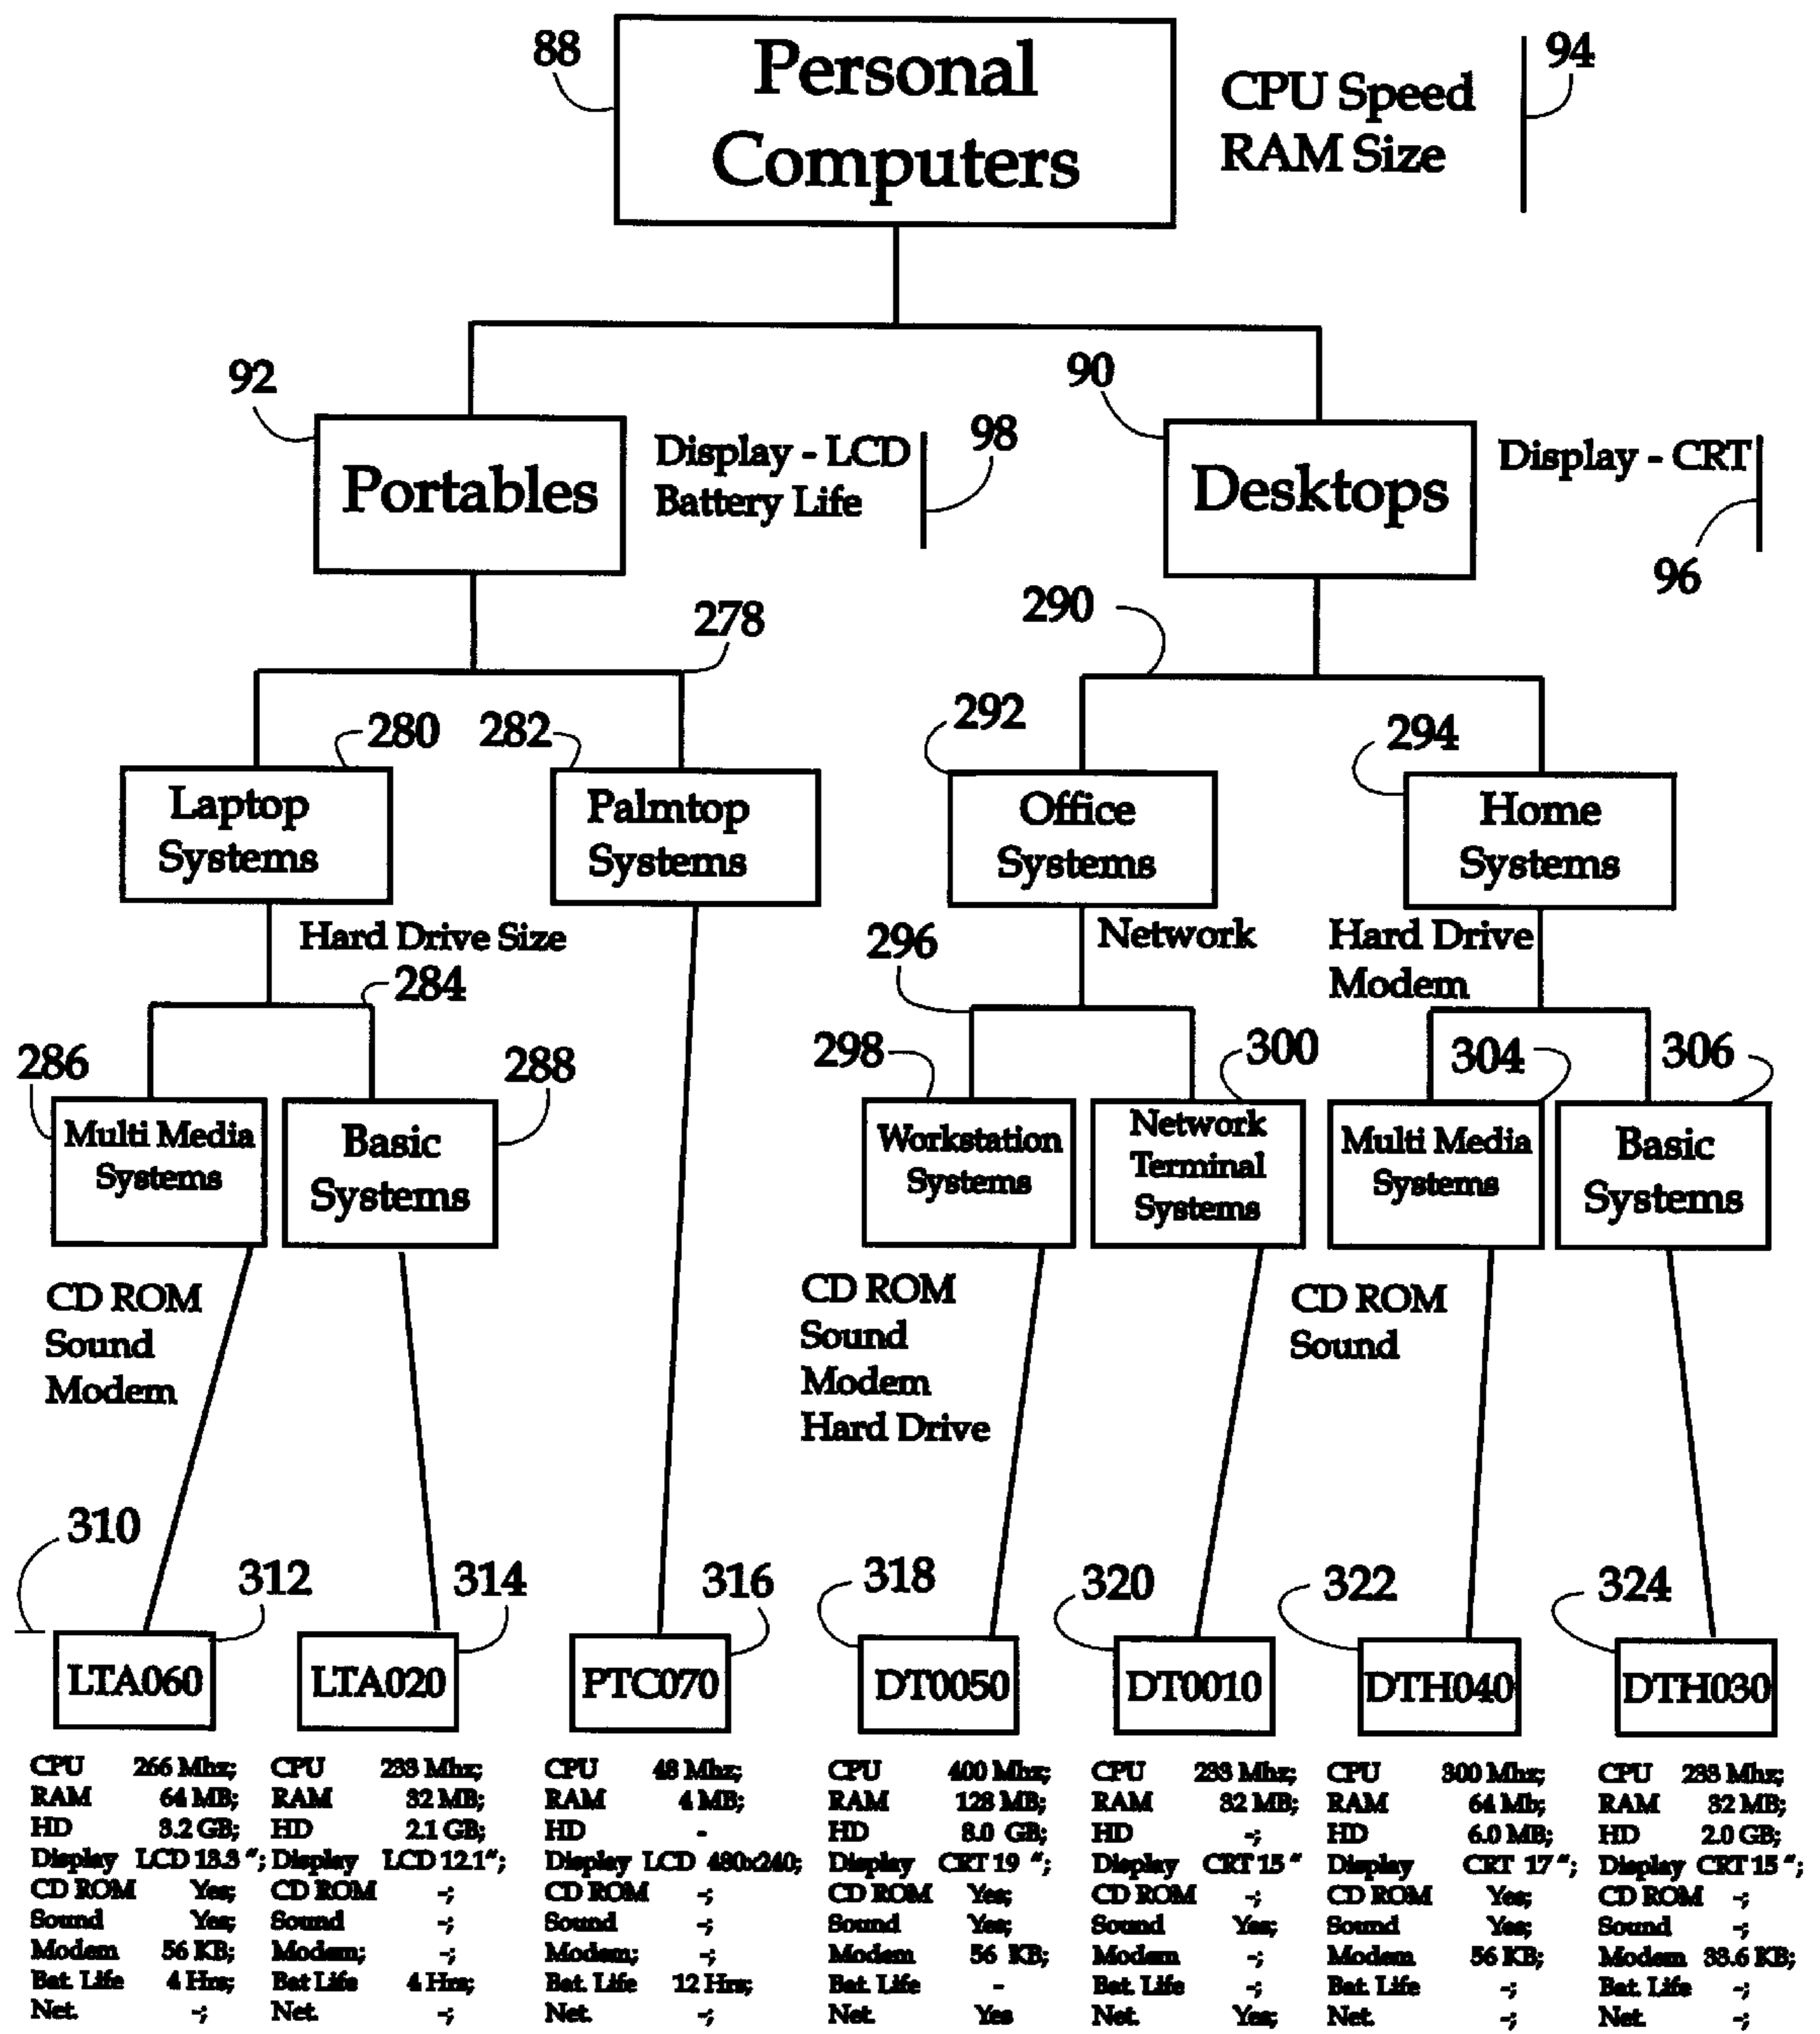 88
Personal
Computers
CPU Speed
RAM Size
94
92
Portables
Display - LCD
Battery Life
98
90
Desktops
Display - CRT
96
278
290
280
Laptop
Systems
282
Palmtop
Systems
292
Office
Systems
294
Home
Systems
Hard Drive Size
284
296
Network
Hard Drive
Modem
286
Multi Media
Systems
288
Basic
Systems
298
Workstation
Systems
300
Network
Terminal
Systems
304
Multi Media
Systems
306
Basic
Systems
CD ROM
Sound
Modem
CD ROM
Sound
Modem
Hard Drive
CD ROM
Sound
310
312
LTA060
314
LTA020
316
PTC070
318
DT0050
320
DT0010
322
DTH040
324
DTH030
CPU 266 Mhz;
RAM 64 MB;
HD 3.2 GB;
Display LCD 13.3 ";
CD ROM Yes;
Sound Yes;
Modem 56 KB;
Bat. Life 4 Hrs;
Net. -;
CPU 233 Mhz;
RAM 32 MB;
HD 2.1 GB;
Display LCD 12.1";
CD ROM -;
Sound -;
Modem; -;
Bat Life 4 Hrs;
Net. -;
CPU 48 Mhz;
RAM 4 MB;
HD -
Display LCD 480x240;
CD ROM -;
Sound -;
Modem; -;
Bat. Life 12 Hrs;
Net. -;
CPU 400 Mhz;
RAM 128 MB;
HD 8.0 GB;
Display CRT 19 ";
CD ROM Yes;
Sound Yes;
Modem 56 KB;
Bat. Life -
Net. Yes
CPU 233 Mhz;
RAM 32 MB;
HD -;
Display CRT 15 "
CD ROM -;
Sound Yes;
Modem -;
Bat. Life -;
Net. Yes;
CPU 300 Mhz;
RAM 64 Mb;
HD 6.0 MB;
Display CRT 17 ";
CD ROM Yes;
Sound Yes;
Modem 56 KB;
Bat. Life -;
Net. -;
CPU 233 Mhz;
RAM 32 MB;
HD 2.0 GB;
Display CRT 15 ";
CD ROM -;
Sound -;
Modem 33.6 KB;
Bat. Life -;
Net. -;